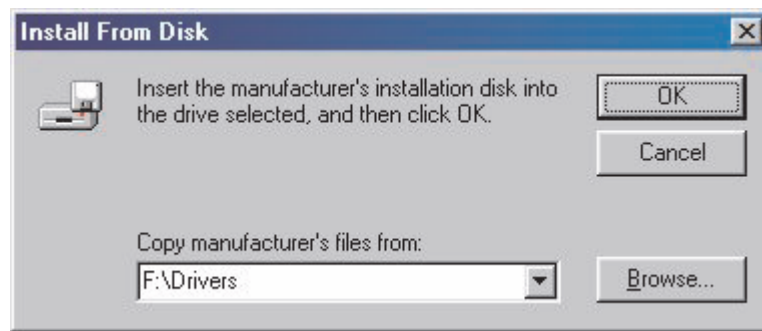 Install From Disk
Insert the manufacturer's installation disk into
the drive selected, and then click OK.
OK
Cancel
Copy manufacturer's files from:
F:\Drivers
Browse...